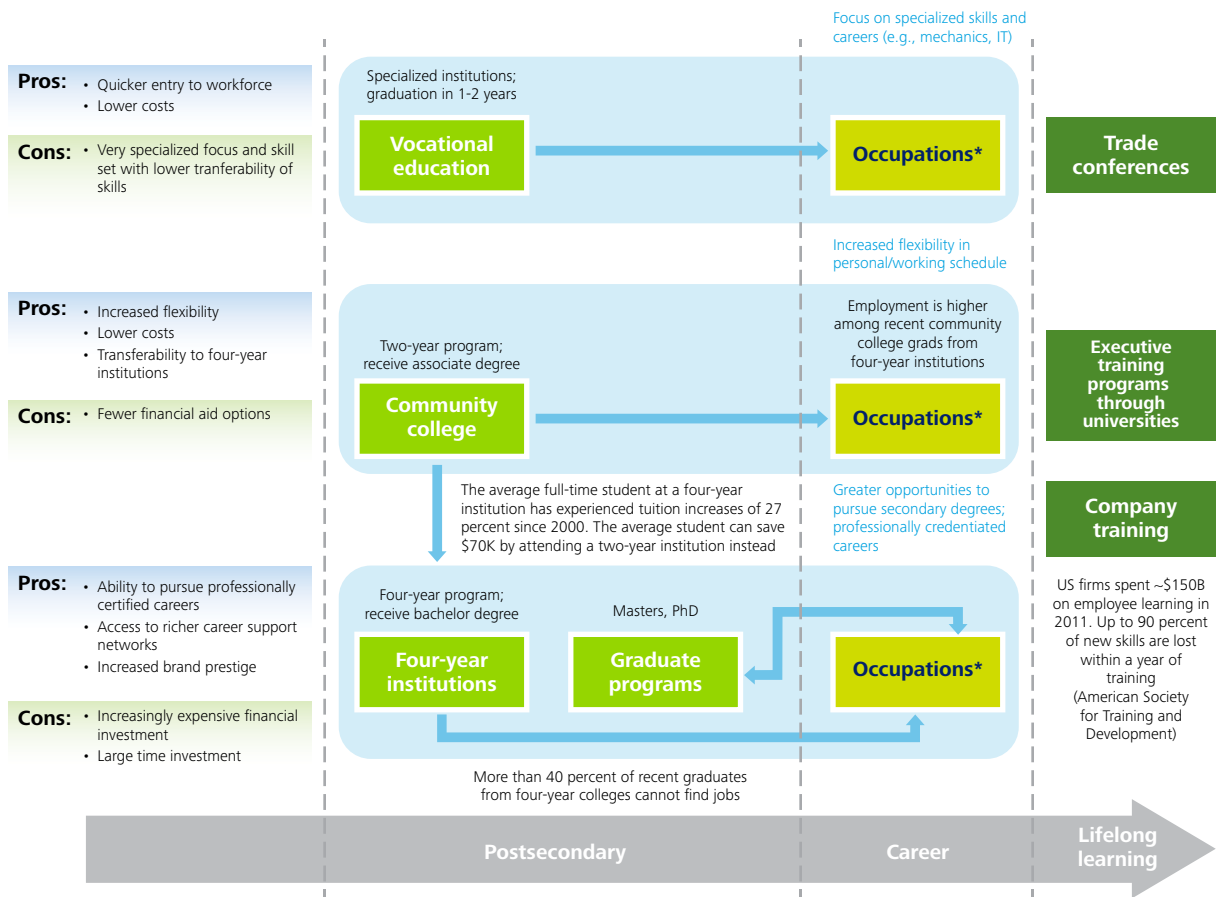 Focus on specialized skills and
careers (e.g., mechanics, IT)
Pros:
• Quicker entry to workforce
• Lower costs
Cons:
• Very specialized focus and skill
set with lower tranferability of
skills
Specialized institutions;
graduation in 1-2 years
Vocational
education
Occupations*
Trade
conferences
Increased flexibility in
personal/working schedule
Pros:
• Increased flexibility
• Lower costs
• Transferability to four-year
institutions
Cons:
• Fewer financial aid options
Two-year program;
receive associate degree
Community
college
Employment is higher
among recent community
college grads from
four-year institutions
Occupations*
Executive
training
programs
through
universities
The average full-time student at a four-year
institution has experienced tuition increases of 27
percent since 2000. The average student can save
$70K by attending a two-year institution instead
Greater opportunities to
pursue secondary degrees;
professionally credentiated
careers
Company
training
Pros:
• Ability to pursue professionally
certified careers
• Access to richer career support
networks
• Increased brand prestige
Cons:
• Increasingly expensive financial
investment
• Large time investment
Four-year program;
receive bachelor degree
Four-year
institutions
Masters, PhD
Graduate
programs
Occupations*
US firms spent ~$150B
on employee learning in
2011. Up to 90 percent
of new skills are lost
within a year of
training
(American Society
for Training and
Development)
More than 40 percent of recent graduates
from four-year colleges cannot find jobs
Postsecondary
Career
Lifelong
learning